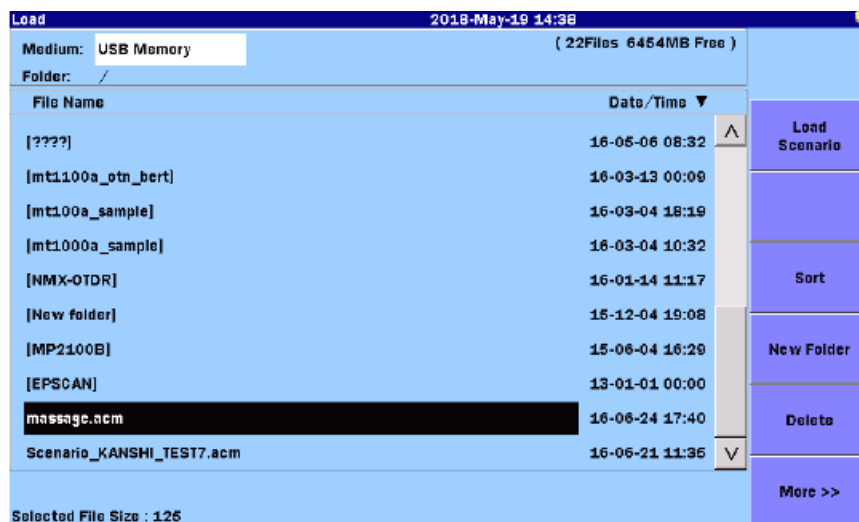 Load 2018-May-19 14:38
Medium: USB Memory ( 22Files 6454MB Free )
Folder: /
File Name Date/Time ▼
[????] 16-05-06 08:32
[mt1100a_otn_bert] 16-03-13 00:09
[mt100a_sample] 16-03-04 18:19
[mt1000a_sample] 16-03-04 10:32
[NMX-OTDR] 16-01-14 11:17
[New folder] 15-12-04 19:08
[MP2100B] 15-06-04 16:29
[EPSCAN] 13-01-01 00:00
massage.acm 16-06-24 17:40
Scenario_KANSHI_TEST7.acm 16-06-21 11:36
Selected File Size : 126
Load
Scenario
Sort
New Folder
Delete
More >>